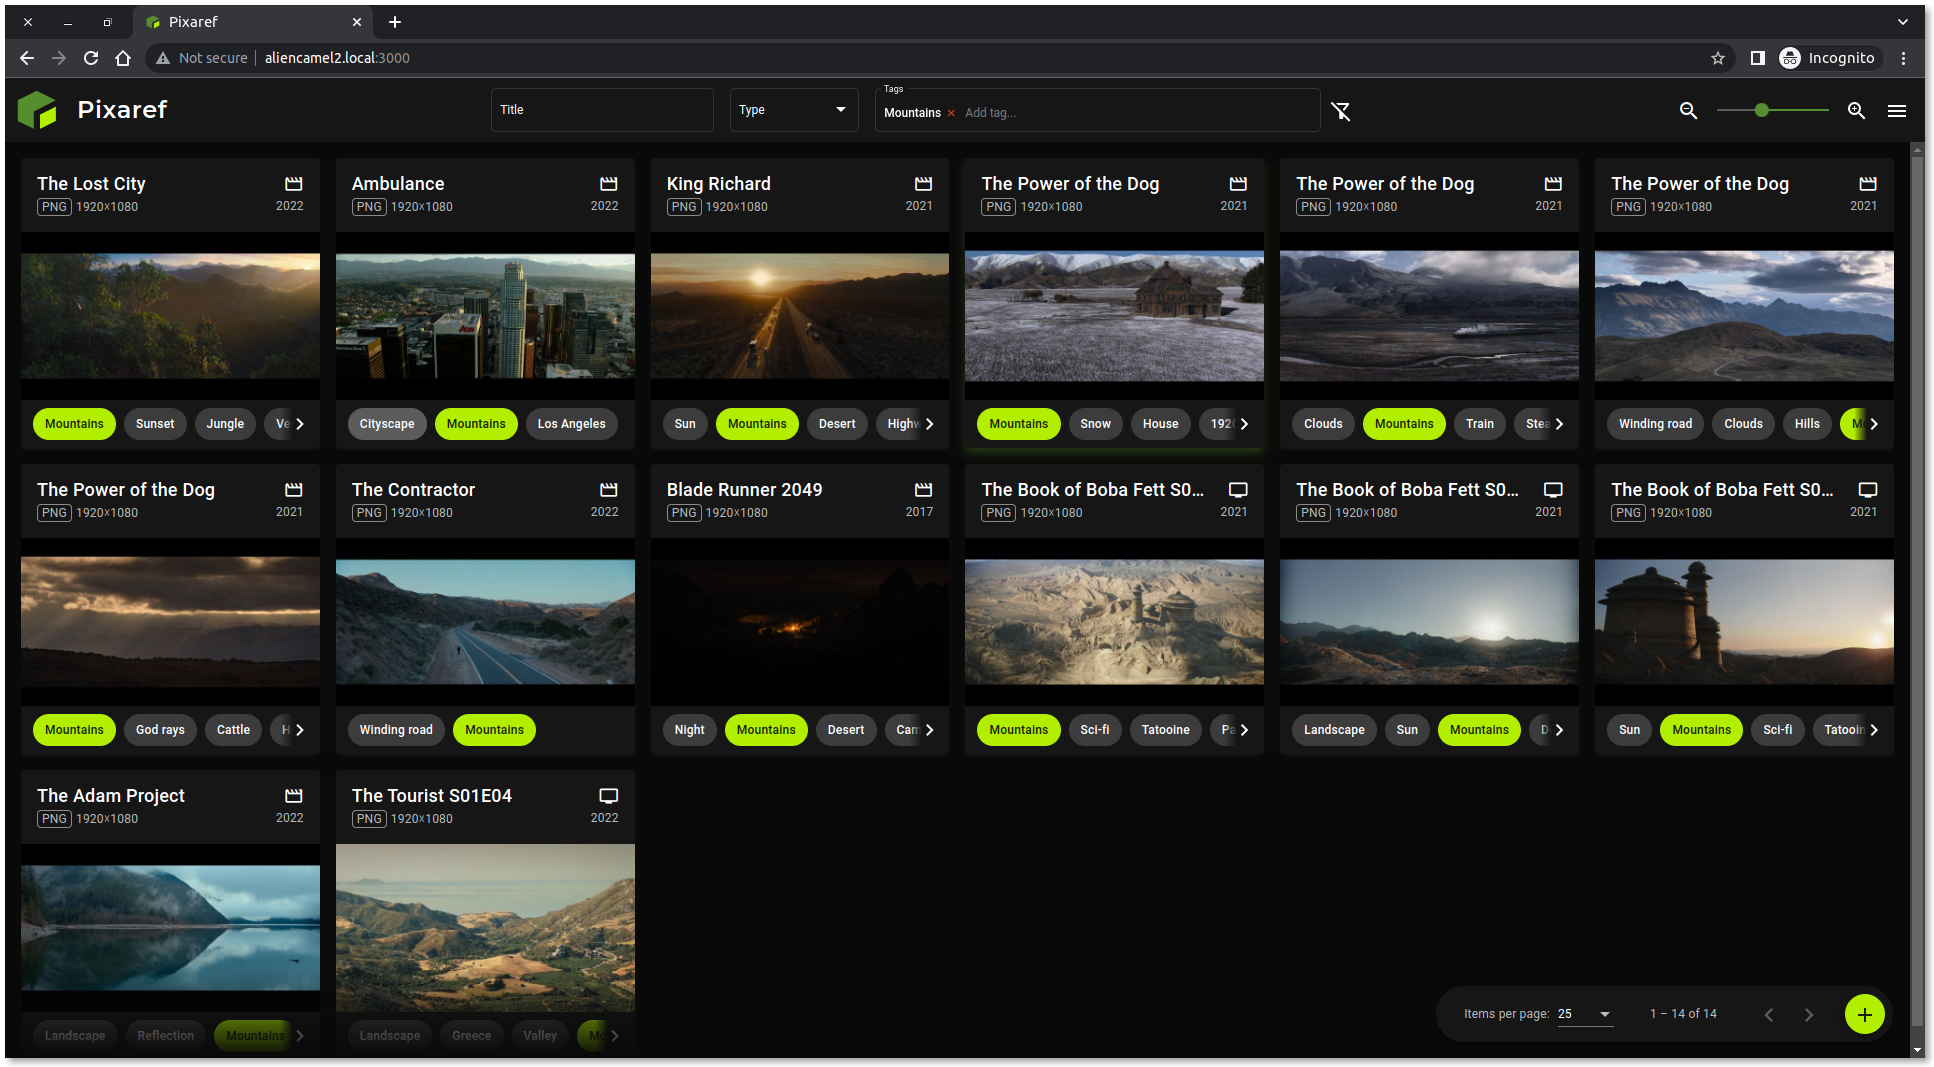 Pixaref
Not secure | aliencamel2.local:3000
Incognito
Pixaref
Title
Type
Tags
Mountains × Add tag...
The Lost City
PNG 1920×1080 2022
Mountains Sunset Jungle Ve
Ambulance
PNG 1920×1080 2022
AON
Cityscape Mountains Los Angeles
King Richard
PNG 1920×1080 2021
Sun Mountains Desert Highw
The Power of the Dog
PNG 1920×1080 2021
Mountains Snow House 192
The Power of the Dog
PNG 1920×1080 2021
Clouds Mountains Train Stea
The Power of the Dog
PNG 1920×1080 2021
Winding road Clouds Hills Mo
The Power of the Dog
PNG 1920×1080 2021
Mountains God rays Cattle H
The Contractor
PNG 1920×1080 2022
Winding road Mountains
Blade Runner 2049
PNG 1920×1080 2017
Night Mountains Desert Cam
The Book of Boba Fett S0...
PNG 1920×1080 2021
Mountains Sci-fi Tatooine Pa
The Book of Boba Fett S0...
PNG 1920×1080 2021
Landscape Sun Mountains D
The Book of Boba Fett S0...
PNG 1920×1080 2021
Sun Mountains Sci-fi Tatooin
The Adam Project
PNG 1920×1080 2022
Landscape Reflection Mountains
The Tourist S01E04
PNG 1920×1080 2022
Landscape Greece Valley Mo
Items per page: 25 1 – 14 of 14